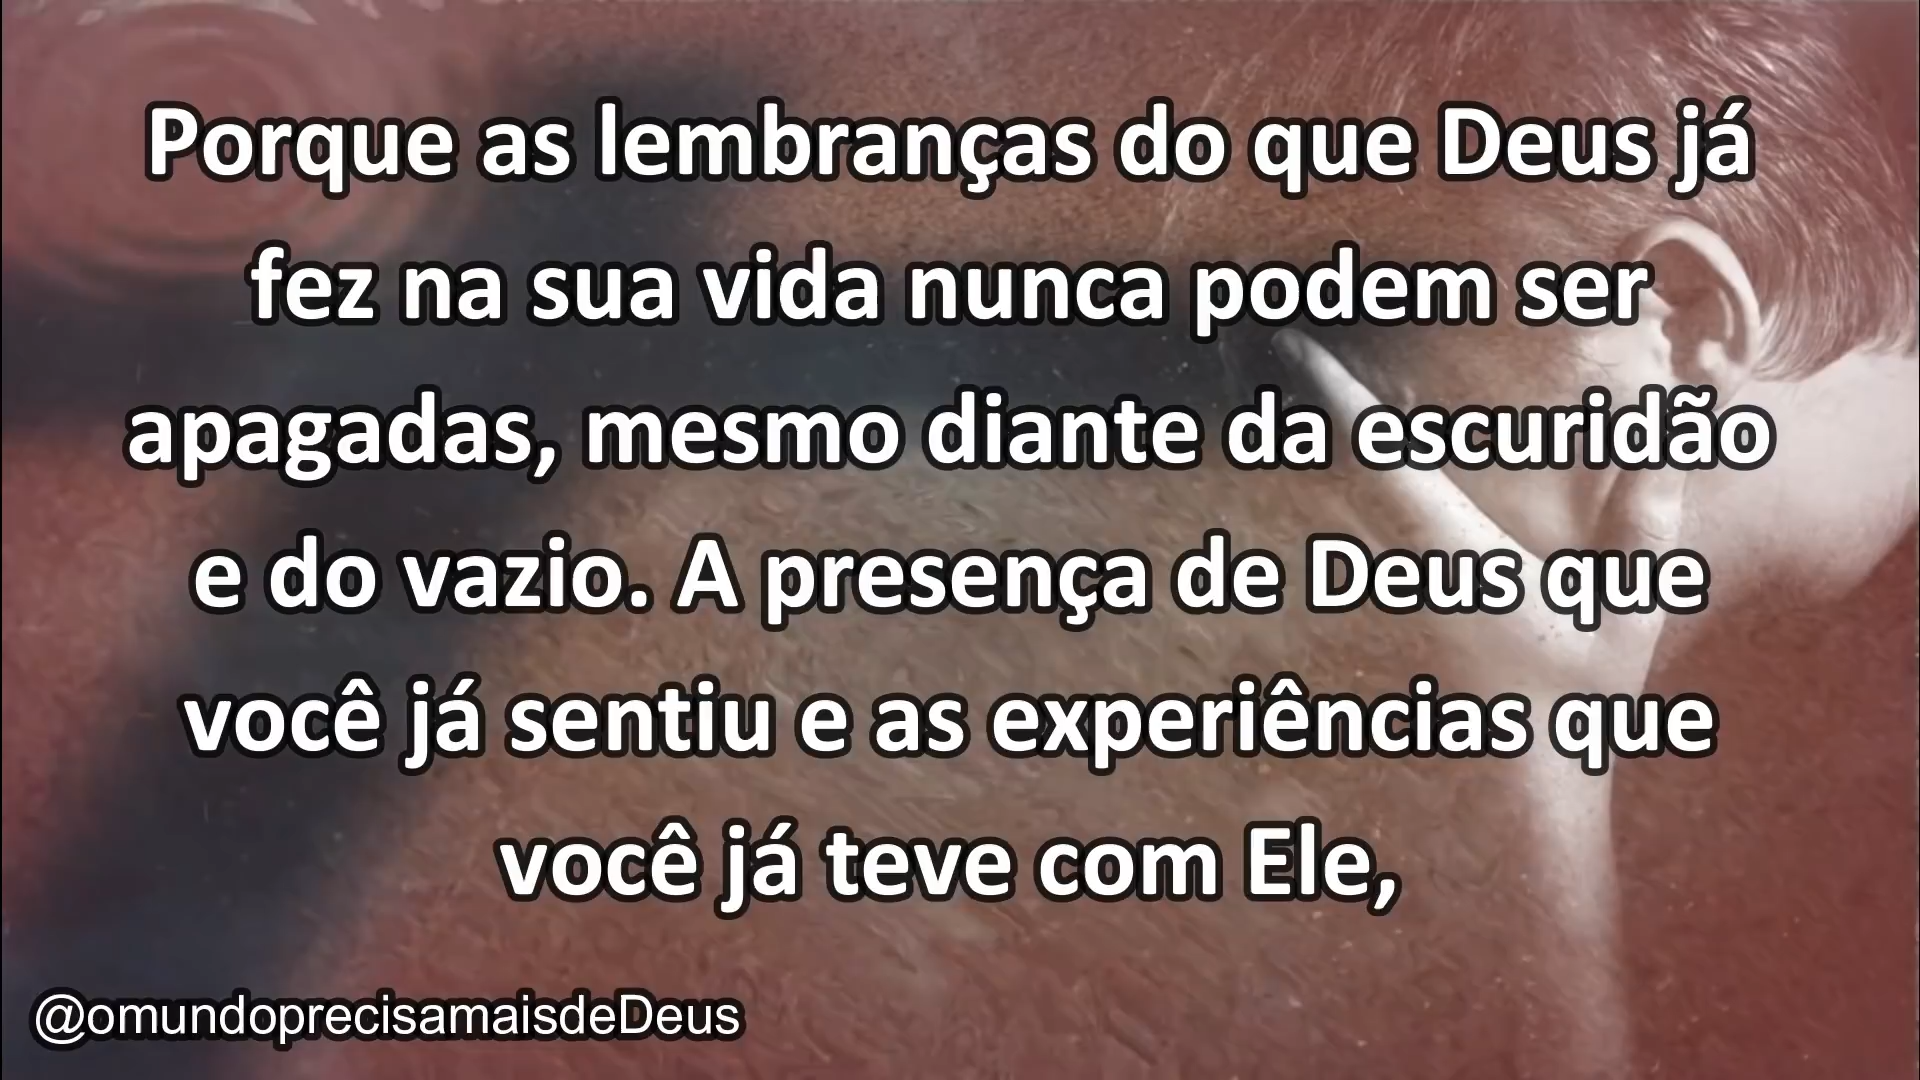 Porque as lembranças do que Deus já
fez na sua vida nunca podem ser
apagadas, mesmo diante da escuridão
e do vazio. A presença de Deus que
você já sentiu e as experiências que
você já teve com Ele,
@omundoprecisamaisdeDeus